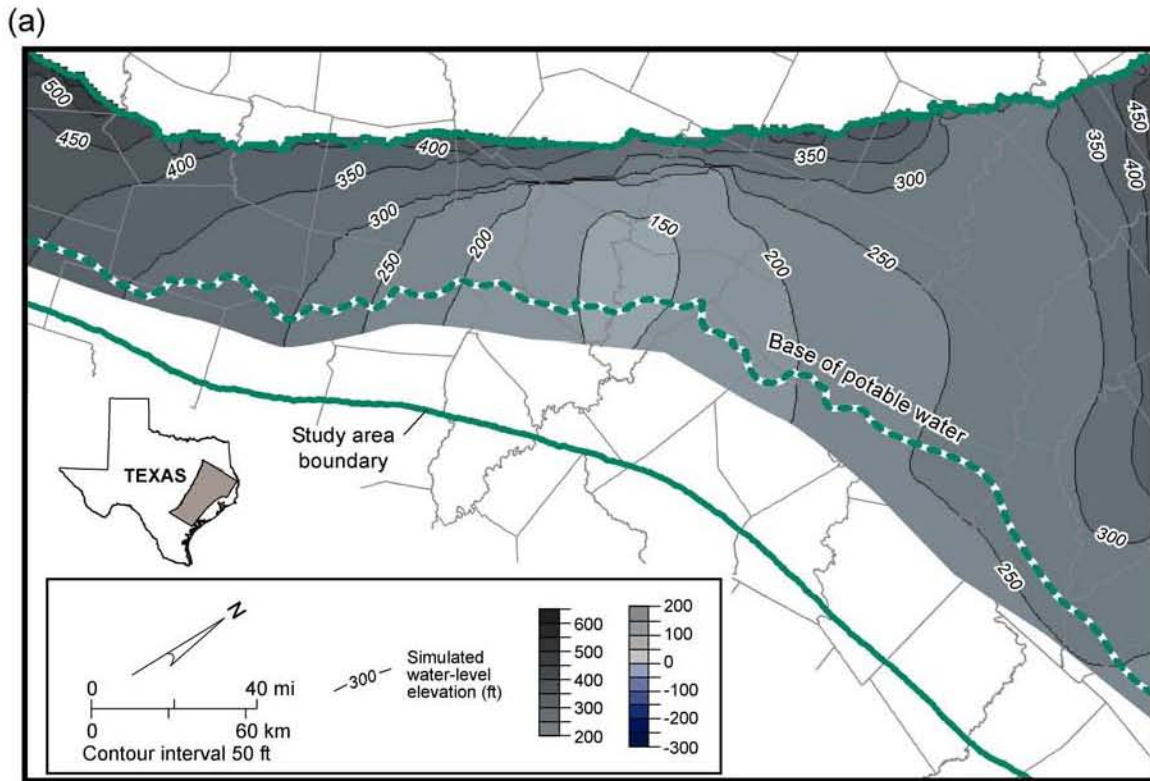 (a)
500
450
400
350
400
300
250
200
150
200
250
350
300
350
400
450
300
250
Base of potable water
Study area
boundary
TEXAS
N
0 40 mi
0 60 km
Contour interval 50 ft
300
Simulated
water-level
elevation (ft)
600
500
400
300
200
200
100
0
-100
-200
-300